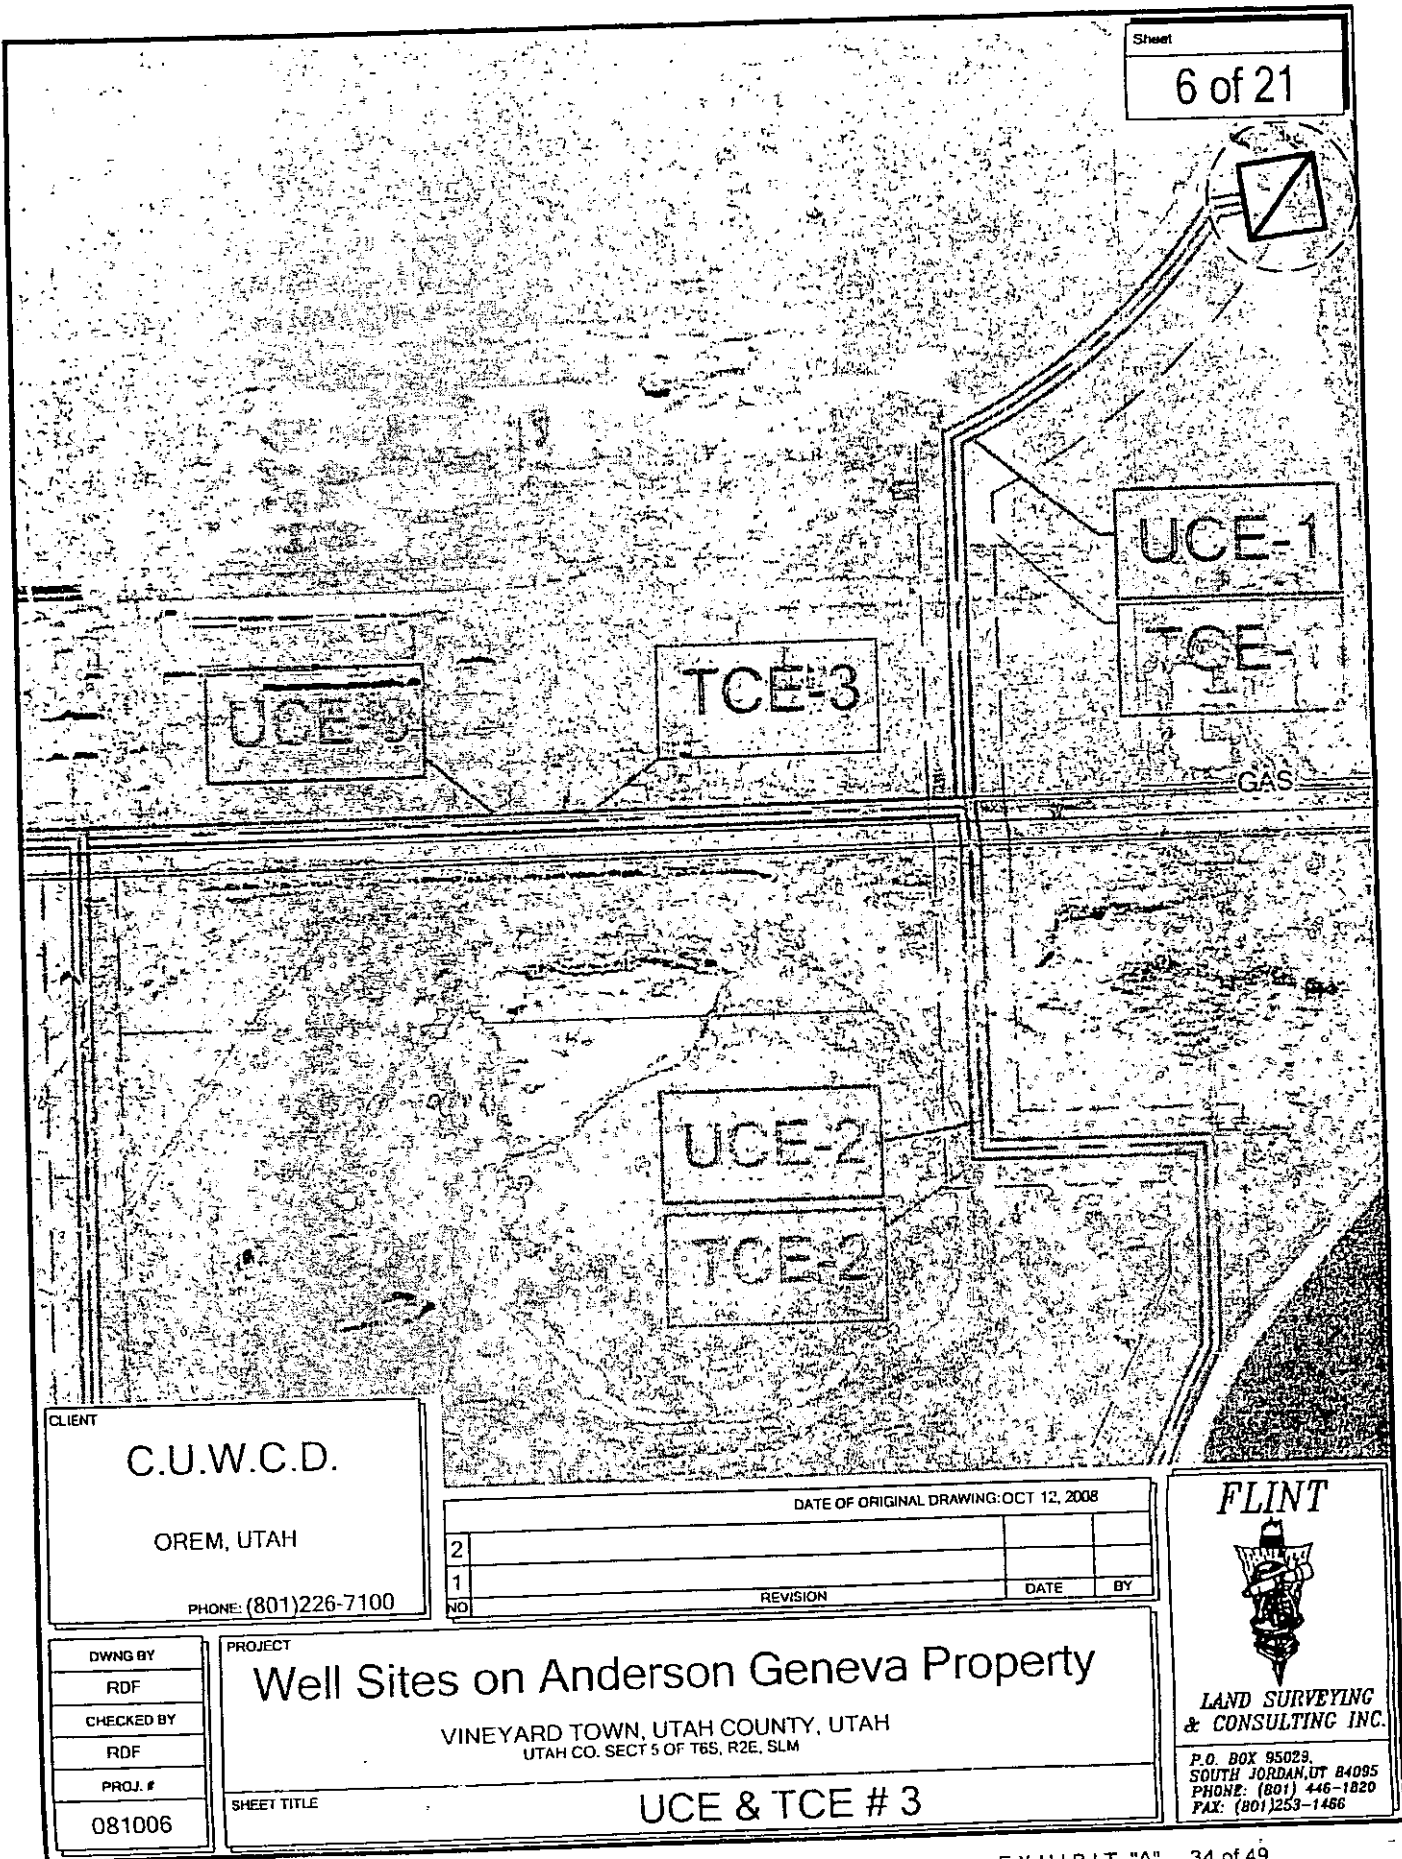 Sheet
6 of 21
UCE-1
TCE-1
UCE-3
TCE-3
GAS
UCE-2
TCE-2
CLIENT
C.U.W.C.D.
OREM, UTAH
PHONE: (801)226-7100
DATE OF ORIGINAL DRAWING: OCT 12, 2008
2
1
NO REVISION DATE BY
DWNG BY
RDF
CHECKED BY
RDF
PROJ. #
081006
PROJECT
Well Sites on Anderson Geneva Property
VINEYARD TOWN, UTAH COUNTY, UTAH
UTAH CO. SECT 5 OF T6S, R2E, SLM
SHEET TITLE
UCE & TCE # 3
FLINT
LAND SURVEYING
& CONSULTING INC.
P.O. BOX 95029,
SOUTH JORDAN, UT 84095
PHONE: (801) 446-1820
FAX: (801)253-1466
EXHIBIT "A" 34 of 49